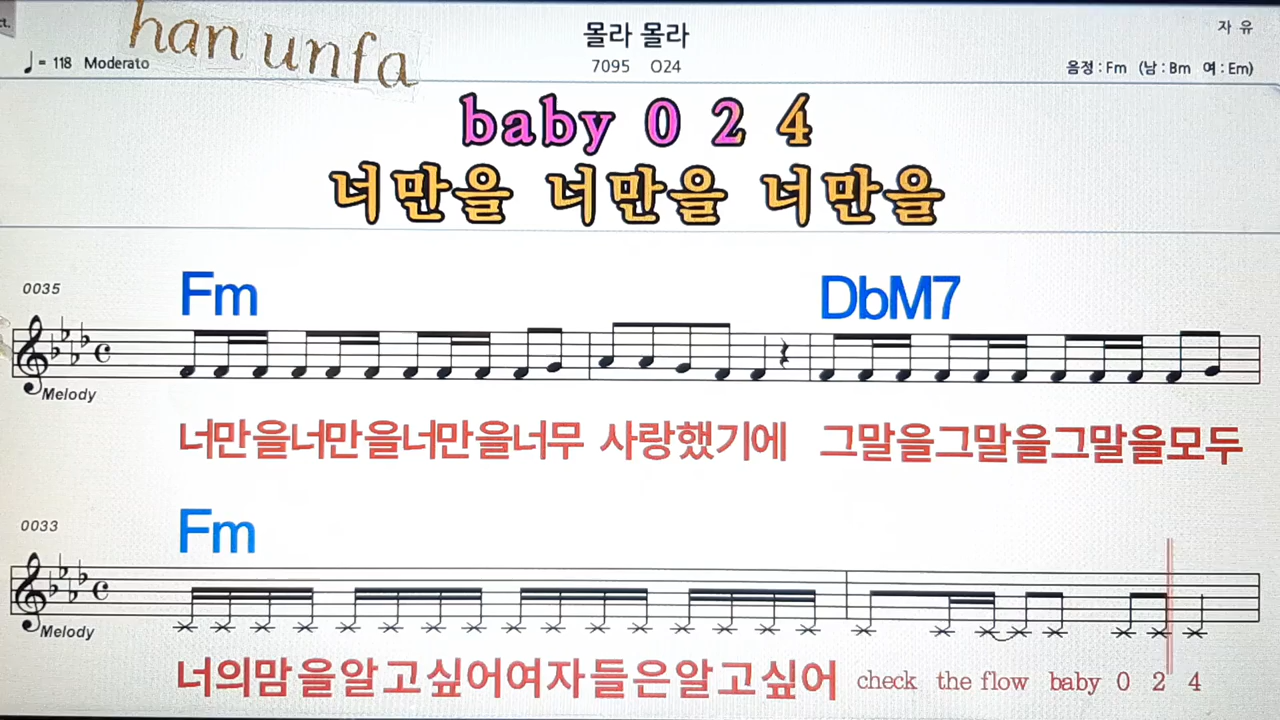 ct.
han unfa
몰라 몰라
자 유
♩= 118 Moderato
7095 O24
음정 : Fm (남 : Bm 여 : Em)
baby 0 2 4
너만을 너만을 너만을
0035
Fm
DbM7
Melody
너만을너만을너만을너무 사랑했기에 그말을그말을그말을모두
0033
Fm
Melody
너의맘을알고싶어여자들은알고싶어 check the flow baby 0 2 4